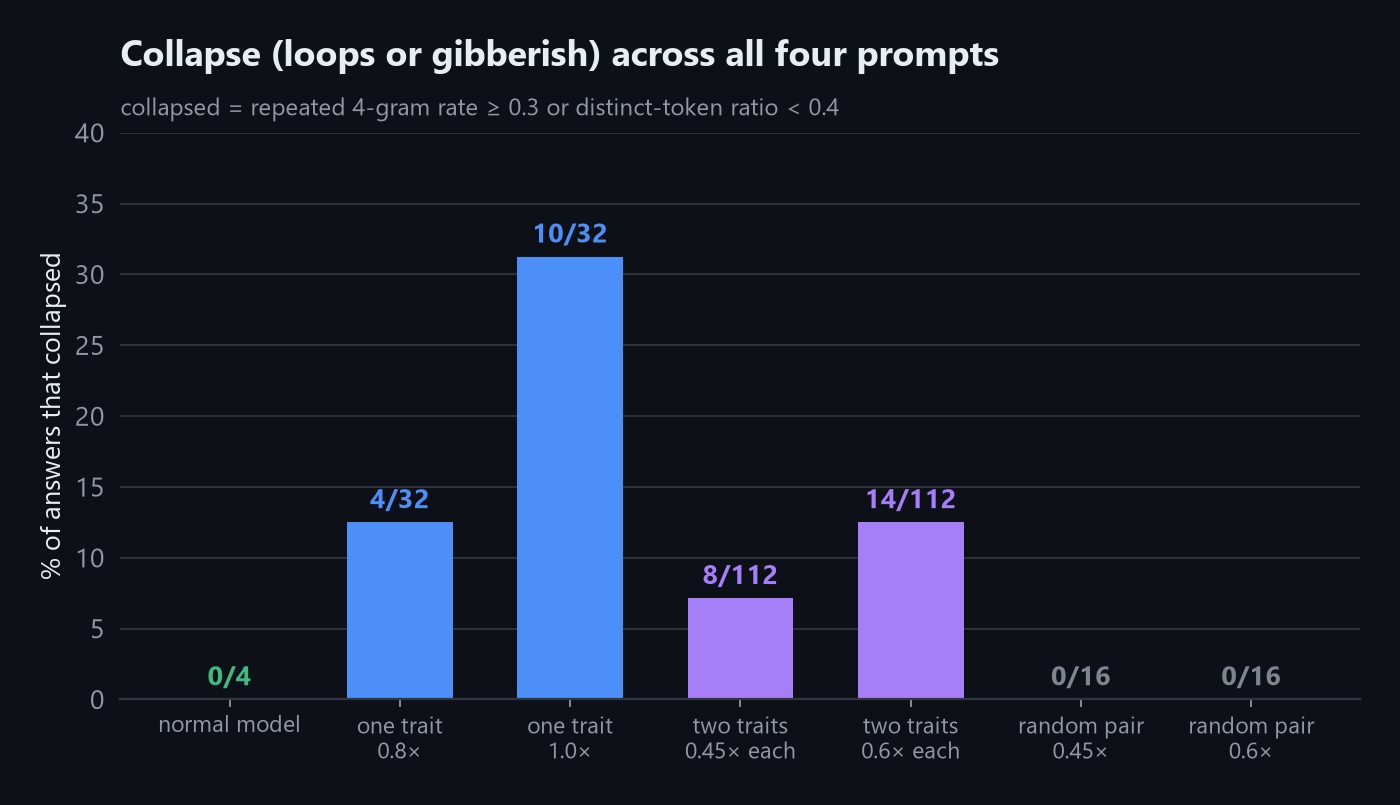 Collapse (loops or gibberish) across all four prompts
collapsed = repeated 4-gram rate ≥ 0.3 or distinct-token ratio < 0.4
% of answers that collapsed
40
35
30
25
20
15
10
5
0
0/4
4/32
10/32
8/112
14/112
0/16
0/16
normal model
one trait
0.8×
one trait
1.0×
two traits
0.45× each
two traits
0.6× each
random pair
0.45×
random pair
0.6×